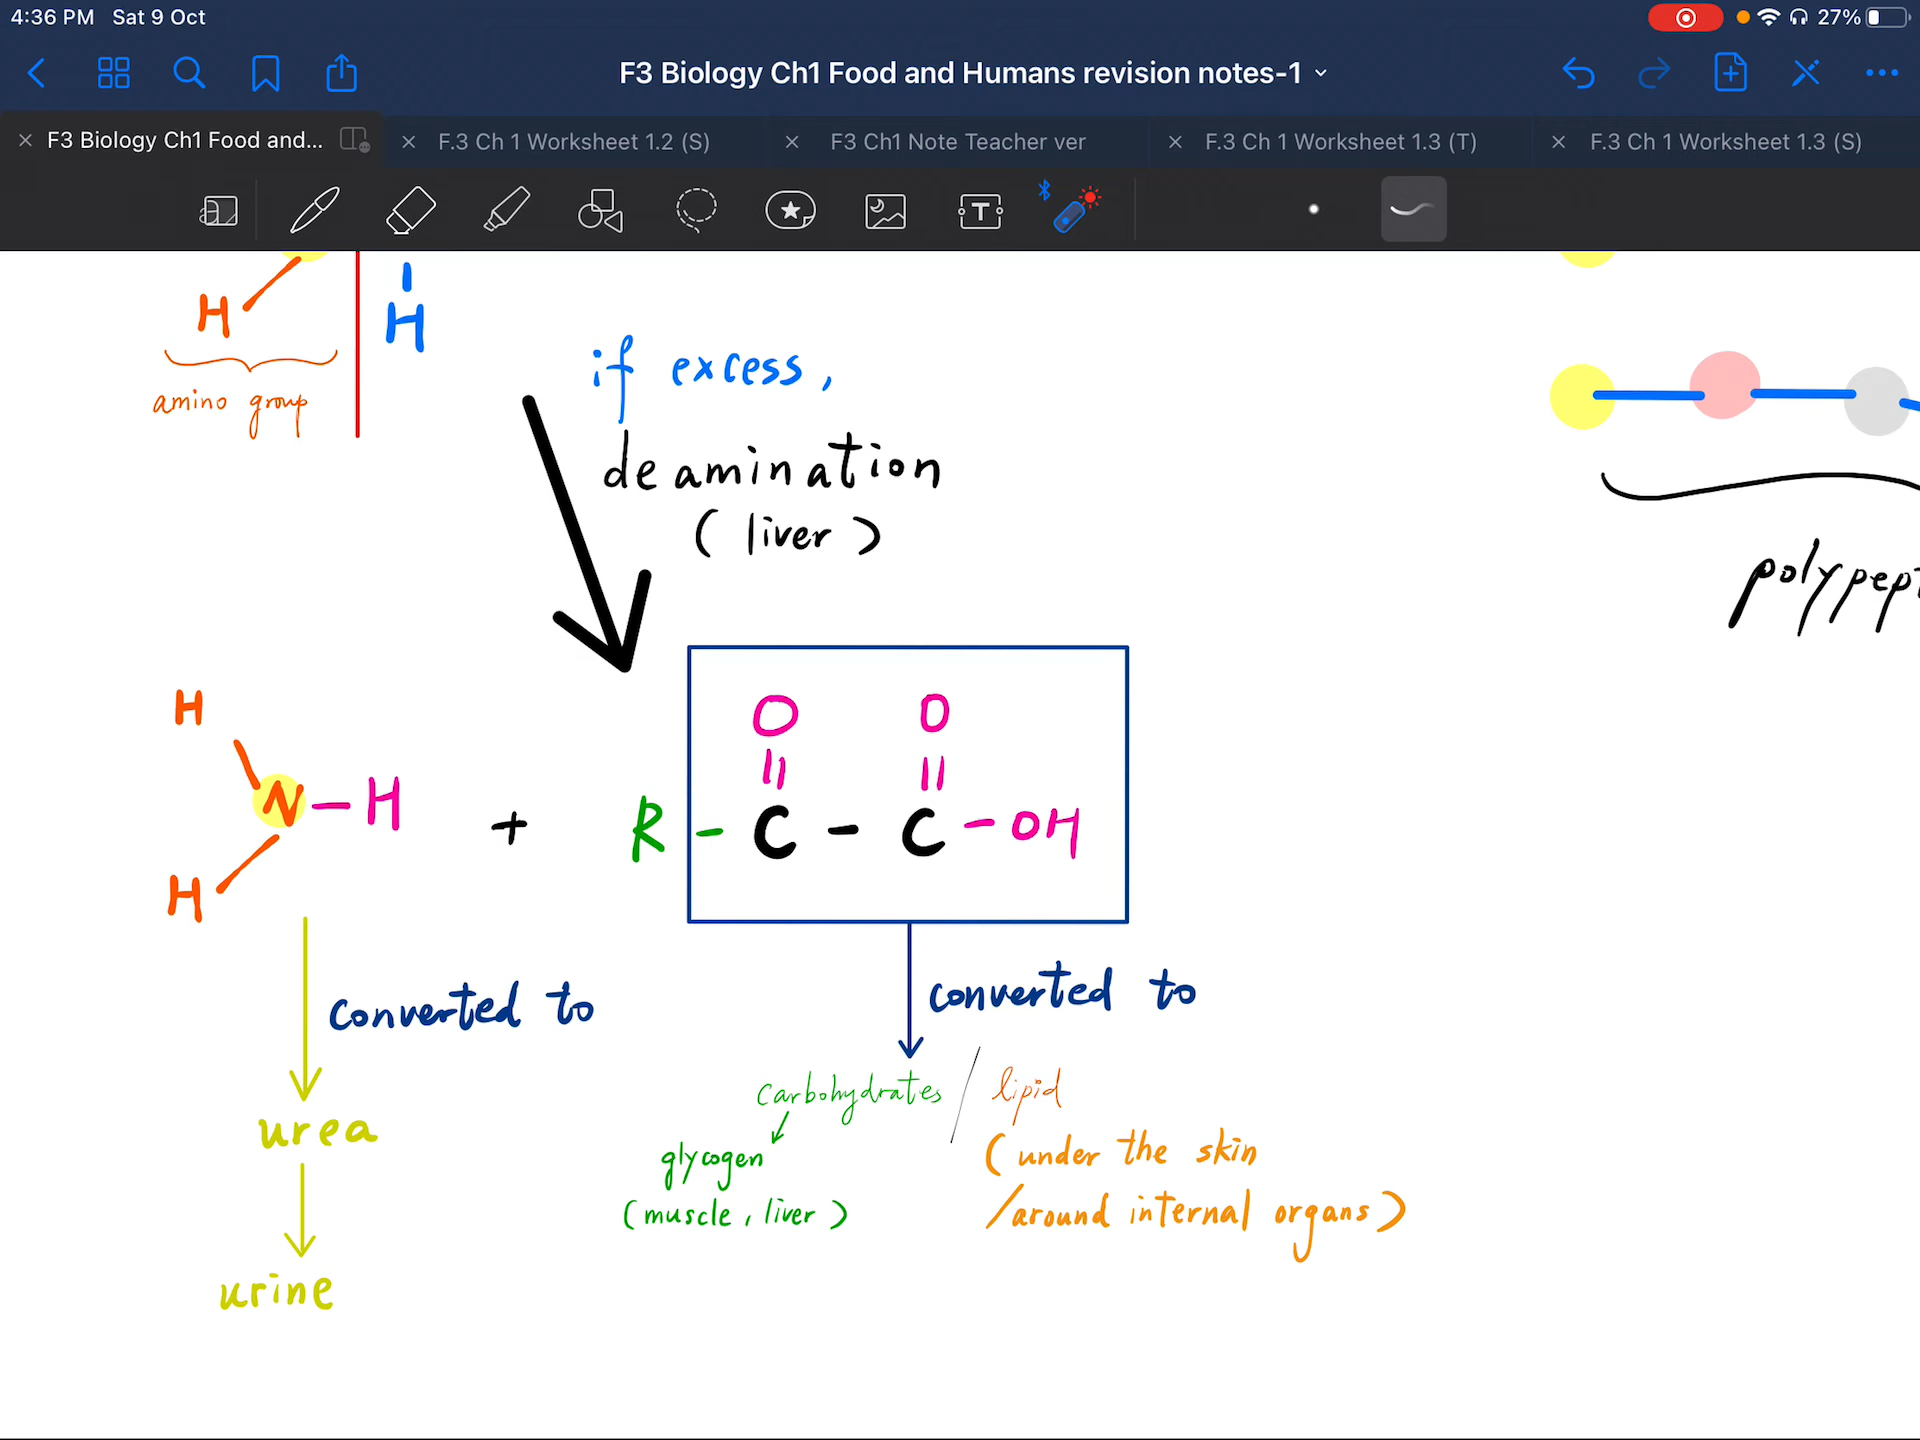 4:36 PM Sat 9 Oct
27%
F3 Biology Ch1 Food and Humans revision notes-1
F3 Biology Ch1 Food and...
F.3 Ch 1 Worksheet 1.2 (S)
F3 Ch1 Note Teacher ver
F.3 Ch 1 Worksheet 1.3 (T)
F.3 Ch 1 Worksheet 1.3 (S)
T
H H
amino group
if excess,
deamination
(liver)
polypept
H
O O
N-H + R-C-C-OH
H
converted to
converted to
carbohydrates / lipid
urea
glycogen
(muscle, liver)
(under the skin
/around internal organs)
urine